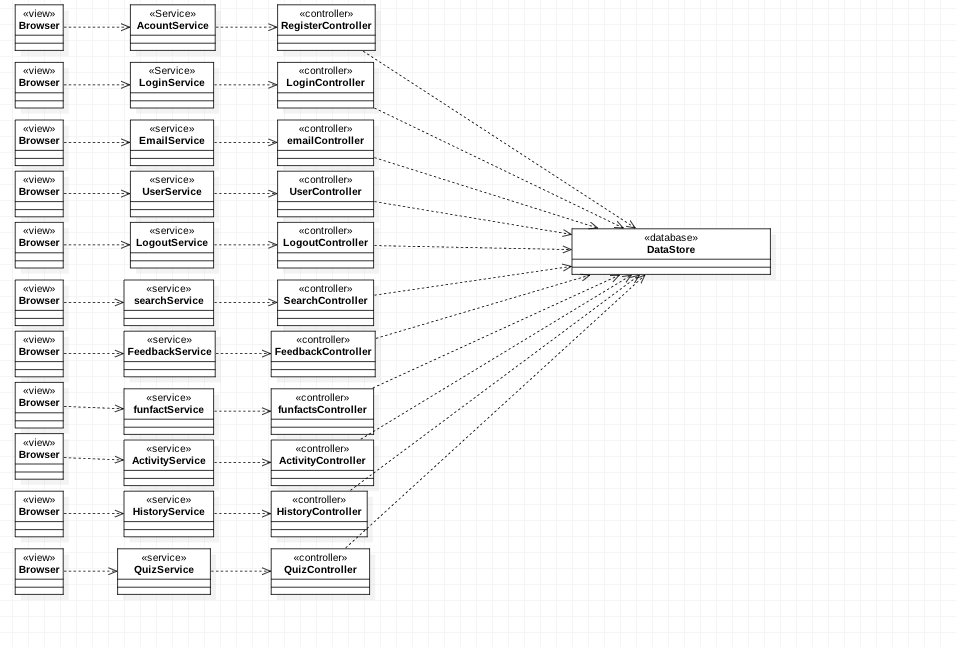 «view» «Service» «controller»
Browser AcountService RegisterController
«view» «Service» «controller»
Browser LoginService LoginController
«view» «service» «controller»
Browser EmailService emailController
«view» «service» «controller»
Browser UserService UserController
«view» «service» «controller»
Browser LogoutService LogoutController
«database»
DataStore
«view» «service» «controller»
Browser searchService SearchController
«view» «service» «controller»
Browser FeedbackService FeedbackController
«view» «service» «controller»
Browser funfactService funfactsController
«view» «service» «controller»
Browser ActivityService ActivityController
«view» «service» «controller»
Browser HistoryService HistoryController
«view» «service» «controller»
Browser QuizService QuizController